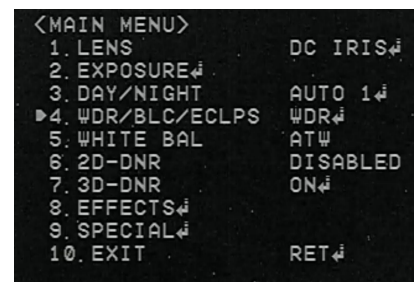 <MAIN MENU>
1. LENS DC IRIS↲
2. EXPOSURE↲
3. DAY/NIGHT AUTO 1↲
4. WDR/BLC/ECLPS WDR↲
5. WHITE BAL ATW
6. 2D-DNR DISABLED
7. 3D-DNR ON↲
8. EFFECTS↲
9. SPECIAL↲
10. EXIT RET↲